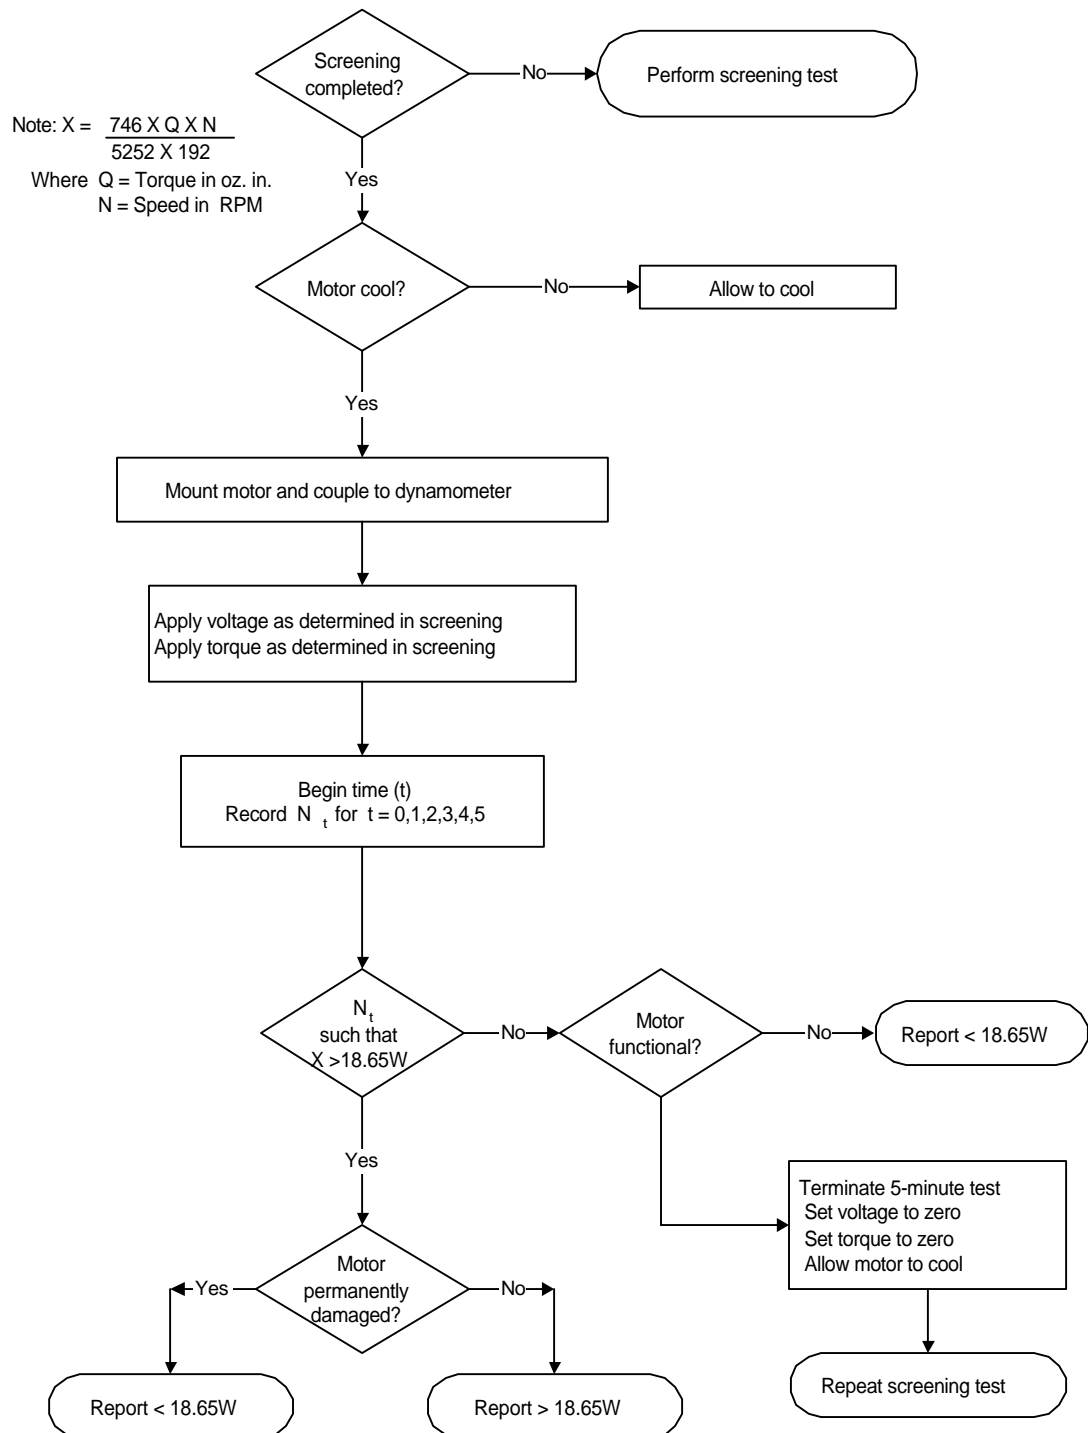 Screening
completed?
No
Perform screening test
Note: X = 746 X Q X N
5252 X 192
Where Q = Torque in oz. in.
N = Speed in RPM
Yes
Motor cool?
No
Allow to cool
Yes
Mount motor and couple to dynamometer
Apply voltage as determined in screening
Apply torque as determined in screening
Begin time (t)
Record N t for t = 0,1,2,3,4,5
N t
such that
X >18.65W
No
Motor
functional?
No
Report < 18.65W
Yes
Terminate 5-minute test
Set voltage to zero
Set torque to zero
Allow motor to cool
Motor
permanently
damaged?
Yes
No
Repeat screening test
Report < 18.65W
Report > 18.65W